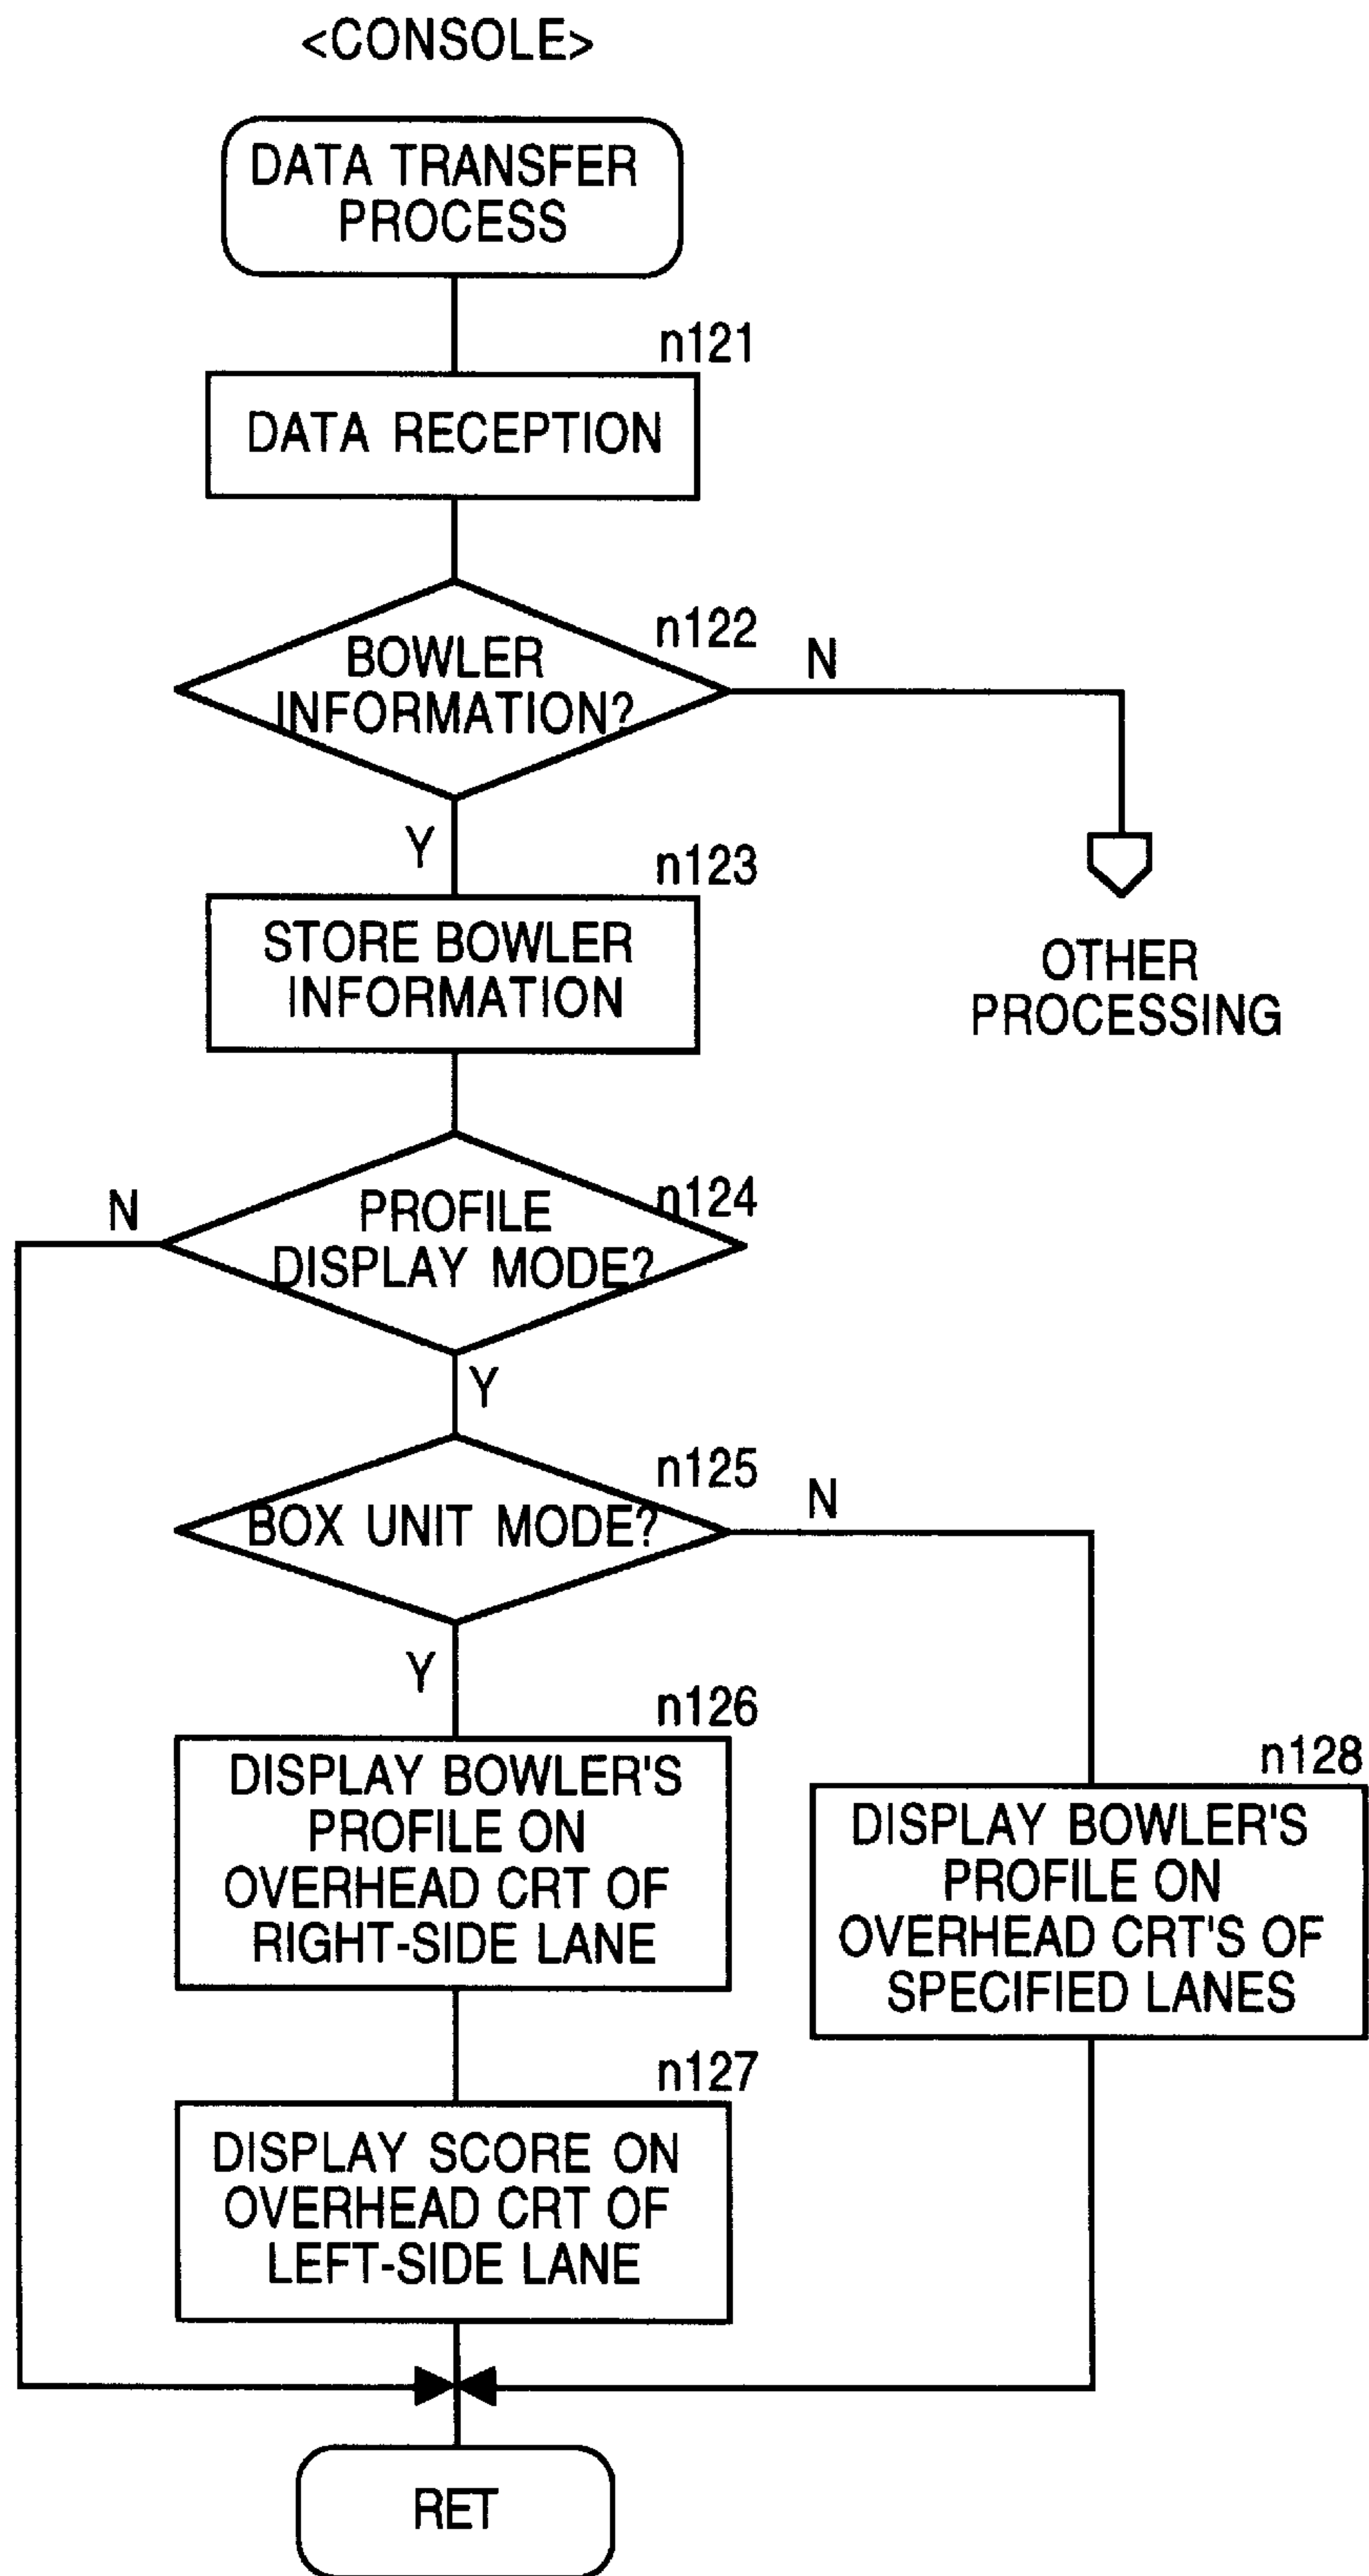 <CONSOLE>
DATA TRANSFER
PROCESS
n121
DATA RECEPTION
n122
BOWLER
INFORMATION?
N
Y
n123
STORE BOWLER
INFORMATION
OTHER
PROCESSING
n124
N
PROFILE
DISPLAY MODE?
Y
n125
BOX UNIT MODE?
N
Y
n126
DISPLAY BOWLER'S
PROFILE ON
OVERHEAD CRT OF
RIGHT-SIDE LANE
n128
DISPLAY BOWLER'S
PROFILE ON
OVERHEAD CRT'S OF
SPECIFIED LANES
n127
DISPLAY SCORE ON
OVERHEAD CRT OF
LEFT-SIDE LANE
RET